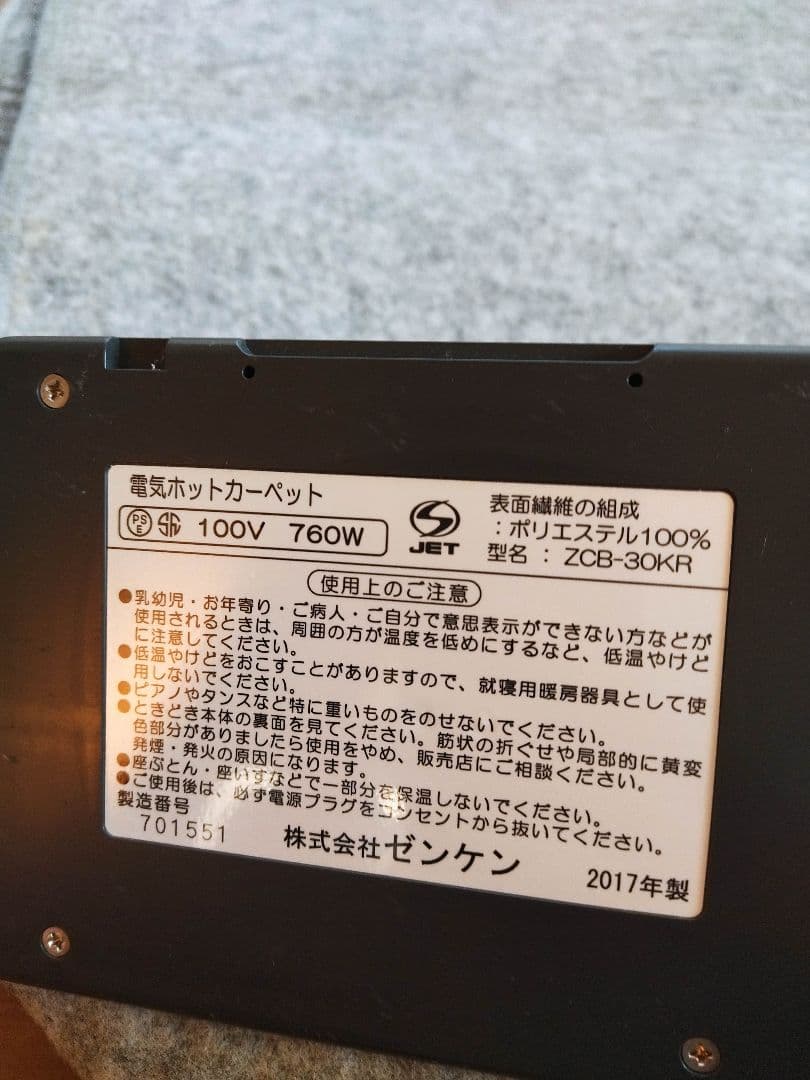 電気ホットカーペット
PSE 100V 760W
JET
表面繊維の組成
：ポリエステル100%
型名 ： ZCB-30KR
使用上のご注意
●乳幼児・お年寄り・ご病人・ご自分で意思表示ができない方などが
使用されるときは、周囲の方が温度を低めにするなど、低温やけど
に注意してください。
●低温やけどをおこすことがありますので、就寝用暖房器具として使
用しないでください。
●ピアノやタンスなど特に重いものをのせないでください。
●ときどき本体の裏面を見てください。筋状の折ぐせや局部的に黄変
色部分がありましたら使用をやめ、販売店にご相談ください。
発煙・発火の原因になります。
●座ぶとん・座いすなどで一部分を保温しないでください。
●ご使用後は、必ず電源プラグをコンセントから抜いてください。
製造番号
701551
株式会社ゼンケン
2017年製